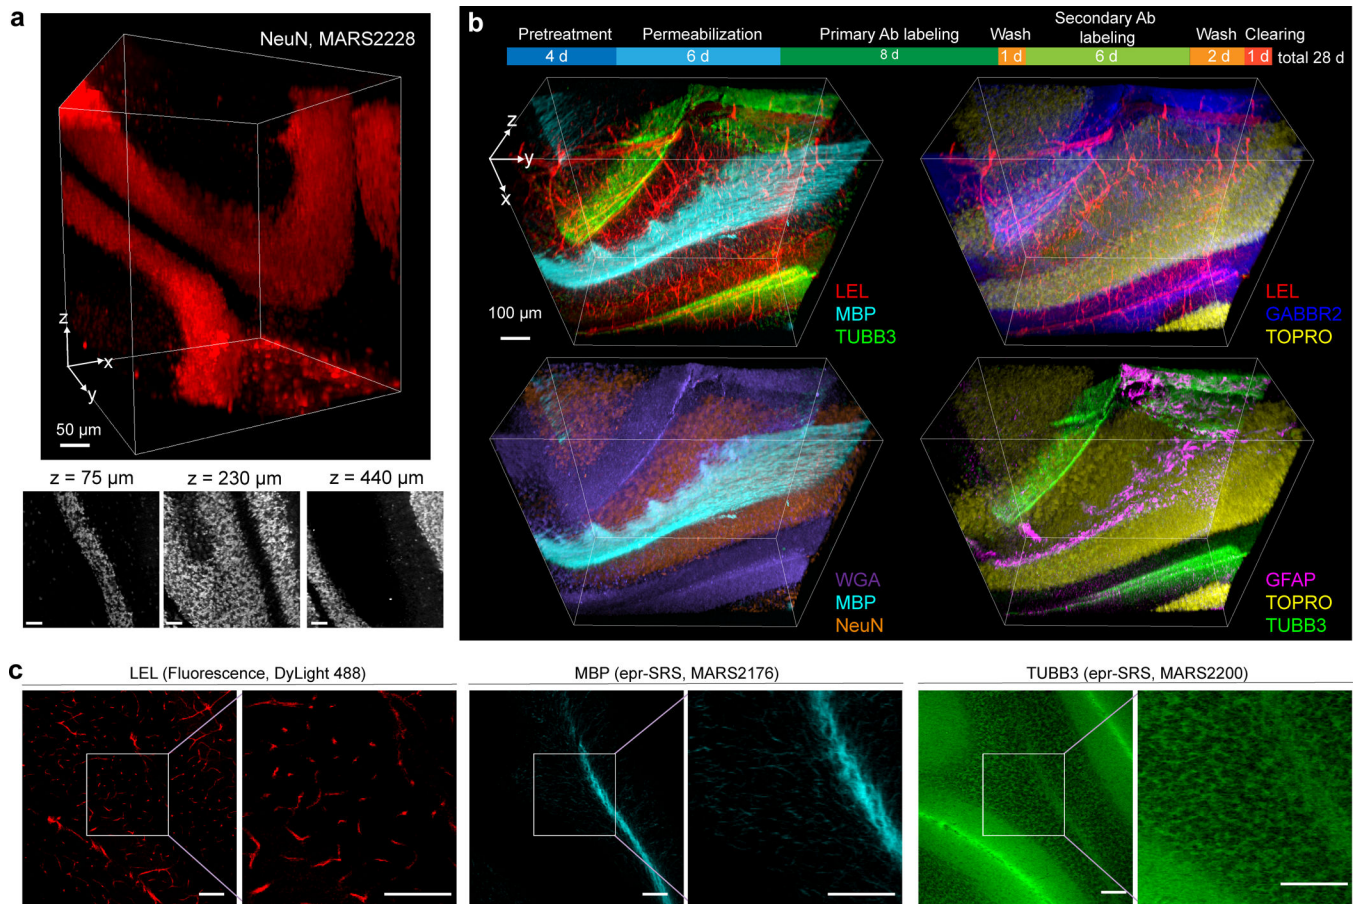 a
NeuN, MARS2228
z
x
y
50 µm
z = 75 µm
z = 230 µm
z = 440 µm
b
Pretreatment
Permeabilization
Primary Ab labeling
Wash
Secondary Ab
labeling
Wash
Clearing
4 d
6 d
8 d
1 d
6 d
2 d
1 d
total 28 d
z
y
x
100 µm
LEL
MBP
TUBB3
LEL
GABBR2
TOPRO
WGA
MBP
NeuN
GFAP
TOPRO
TUBB3
c
LEL (Fluorescence, DyLight 488)
MBP (epr-SRS, MARS2176)
TUBB3 (epr-SRS, MARS2200)